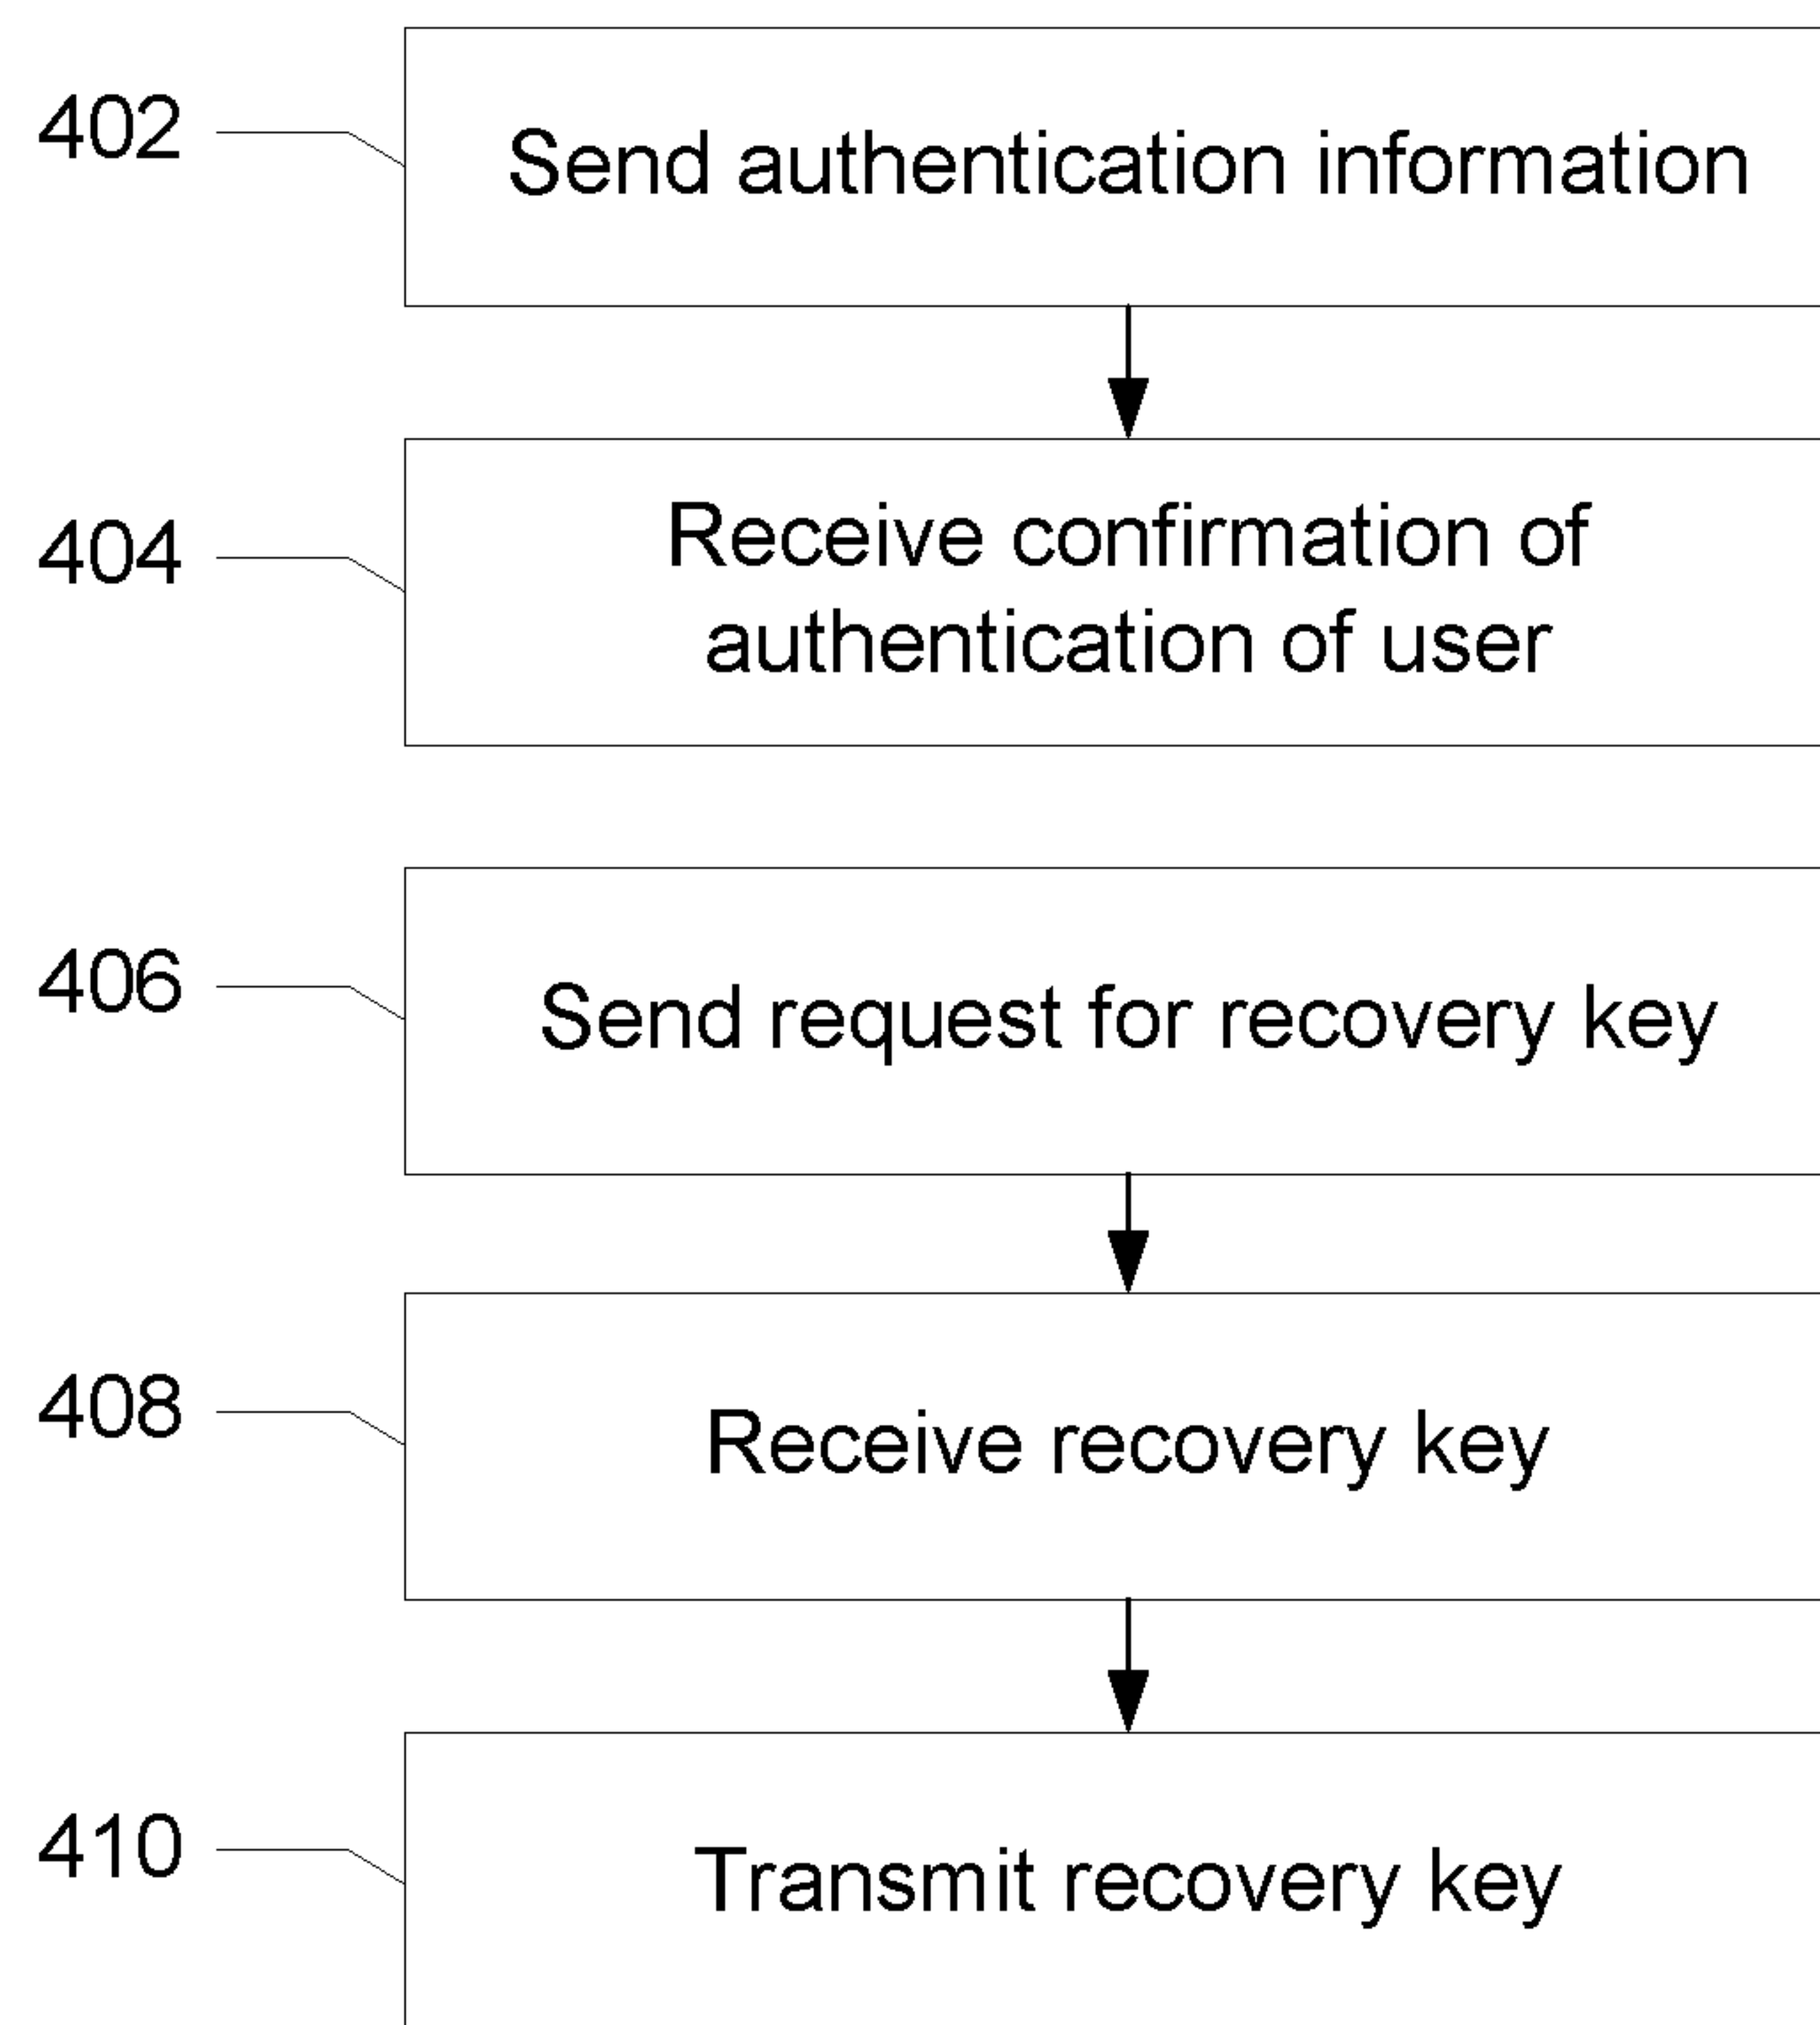 402
Send authentication information
404
Receive confirmation of
authentication of user
406
Send request for recovery key
408
Receive recovery key
410
Transmit recovery key